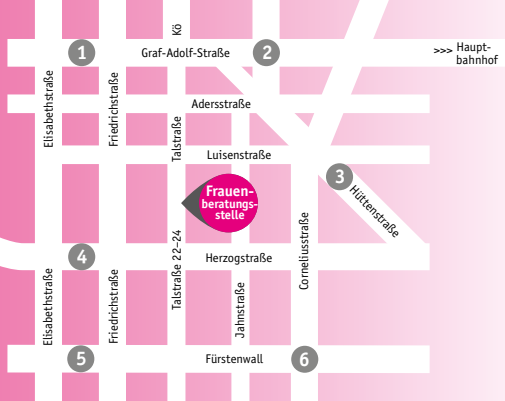 Kö
1
Graf-Adolf-Straße
2
>>> Haupt-
bahnhof
Elisabethstraße
Friedrichstraße
Adersstraße
Talstraße
Luisenstraße
3
Hüttenstraße
Frauen-
beratungs-
stelle
Talstraße 22–24
Corneliusstraße
4
Herzogstraße
Elisabethstraße
Friedrichstraße
Jahnstraße
5
Fürstenwall
6